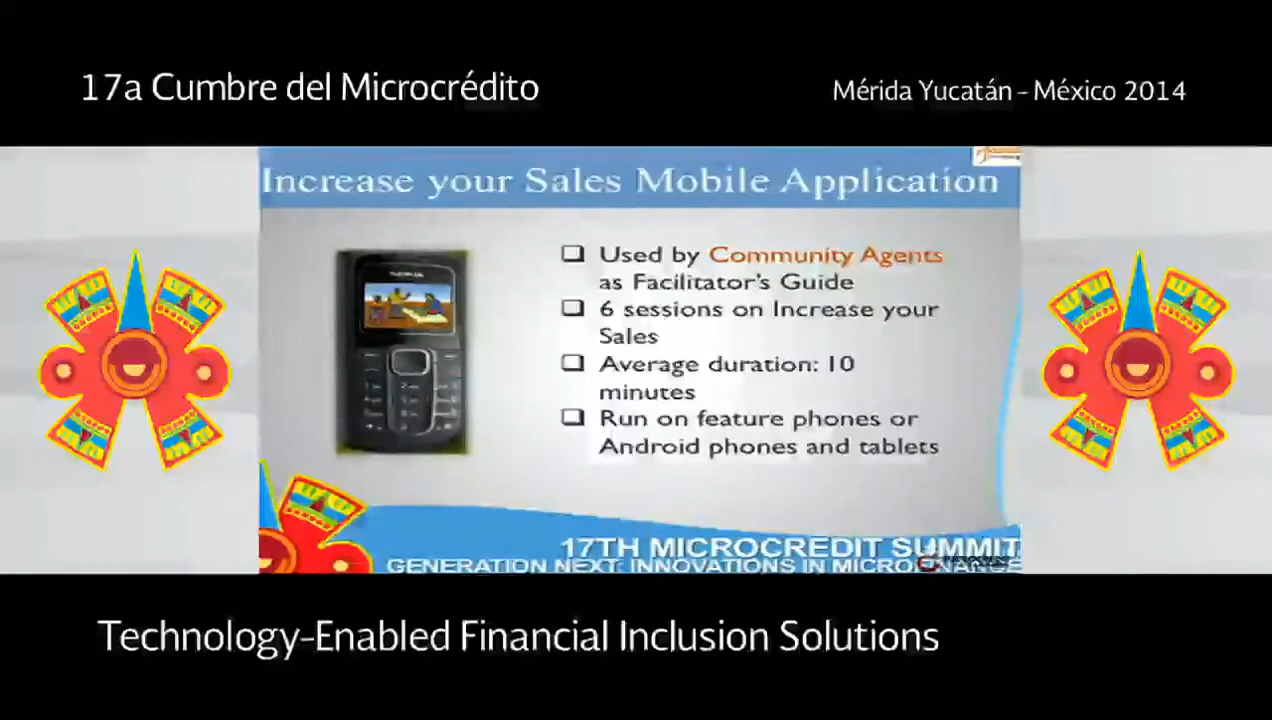 17a Cumbre del Microcrédito
Mérida Yucatán - México 2014
Increase your Sales Mobile Application
NOKIA
❑ Used by Community Agents
as Facilitator's Guide
❑ 6 sessions on Increase your
Sales
❑ Average duration: 10
minutes
❑ Run on feature phones or
Android phones and tablets
17TH MICROCREDIT SUMMIT
GENERATION NEXT: INNOVATIONS IN MICROFINANCE
Technology-Enabled Financial Inclusion Solutions